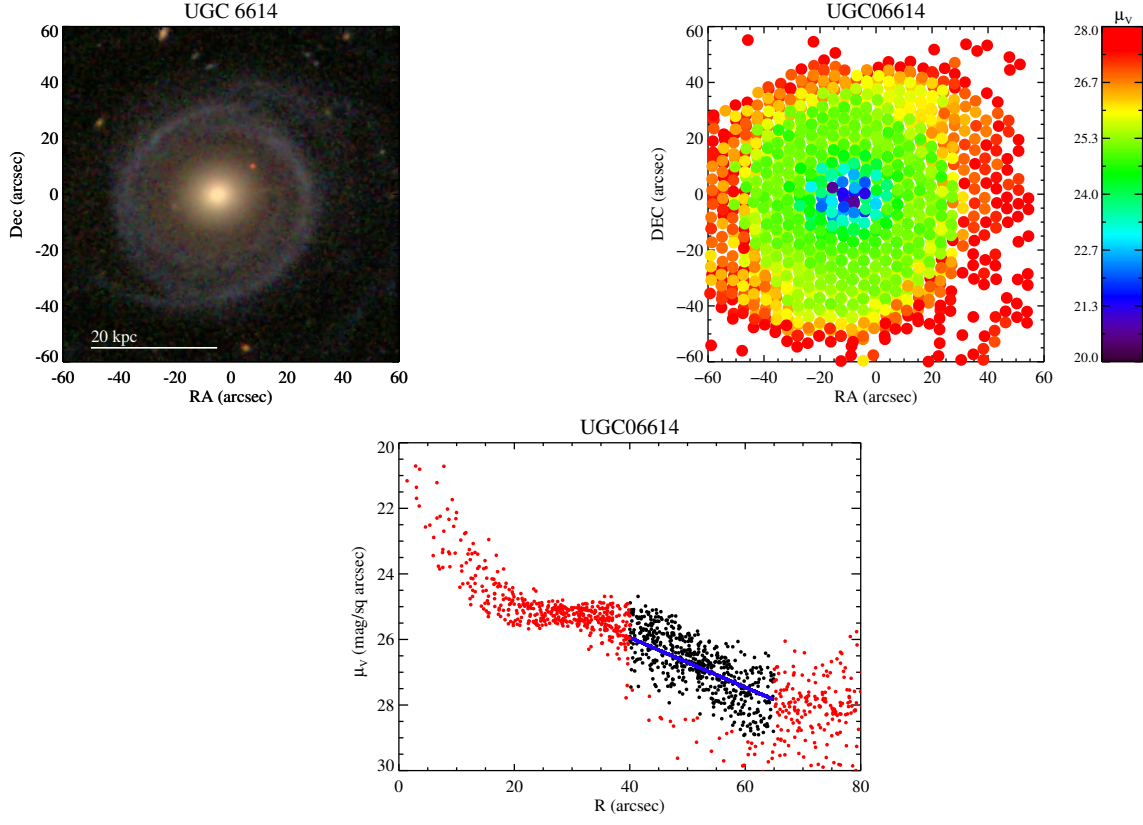 UGC 6614
60
40
20
0
-20
-40
-60
Dec (arcsec)
20 kpc
-60 -40 -20 0 20 40 60
RA (arcsec)
UGC06614
60
40
20
0
−20
−40
−60
DEC (arcsec)
−60 −40 −20 0 20 40 60
RA (arcsec)
μV
28.0
26.7
25.3
24.0
22.7
21.3
20.0
UGC06614
20
22
24
26
28
30
μV (mag/sq arcsec)
0 20 40 60 80
R (arcsec)